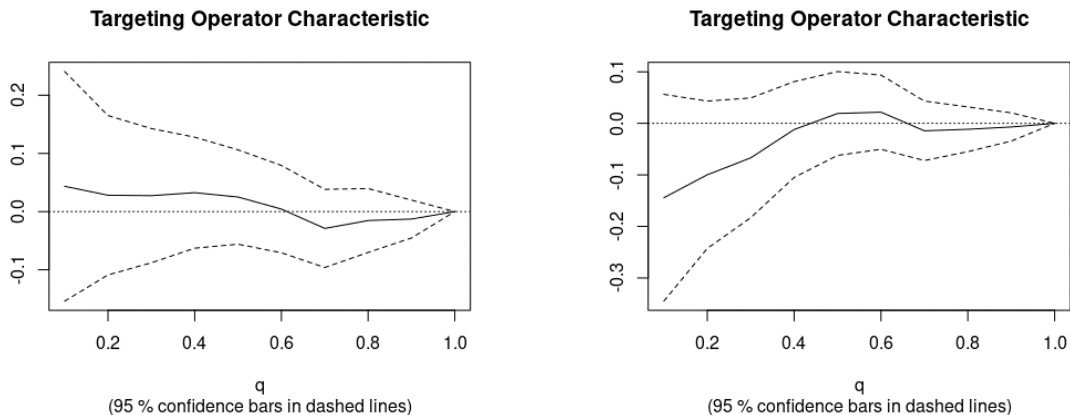 Targeting Operator Characteristic
0.2
0.1
0.0
-0.1
0.2 0.4 0.6 0.8 1.0
q
(95 % confidence bars in dashed lines)
Targeting Operator Characteristic
0.1
0.0
-0.1
-0.2
-0.3
0.2 0.4 0.6 0.8 1.0
q
(95 % confidence bars in dashed lines)